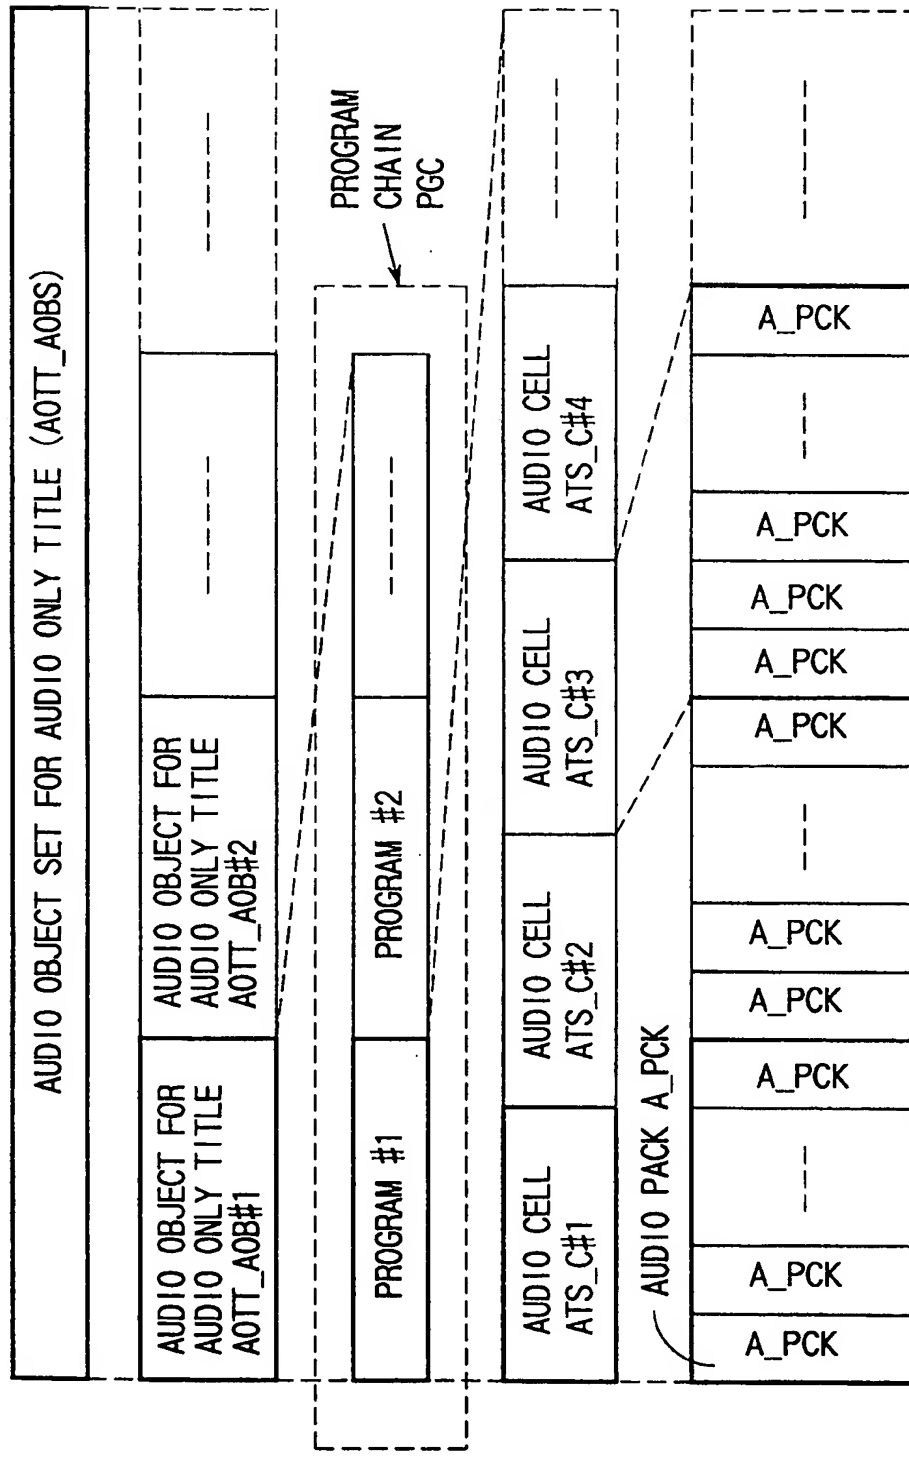 AUDIO OBJECT SET FOR AUDIO ONLY TITLE (AOTT_AOBS)
AUDIO OBJECT FOR
AUDIO ONLY TITLE
AOTT_AOB#1
AUDIO OBJECT FOR
AUDIO ONLY TITLE
AOTT_AOB#2
PROGRAM
CHAIN
PGC
PROGRAM #1
PROGRAM #2
AUDIO CELL
ATS_C#1
AUDIO CELL
ATS_C#2
AUDIO CELL
ATS_C#3
AUDIO CELL
ATS_C#4
AUDIO PACK A_PCK
A_PCK
A_PCK
A_PCK
A_PCK
A_PCK
A_PCK
A_PCK
A_PCK
A_PCK
A_PCK